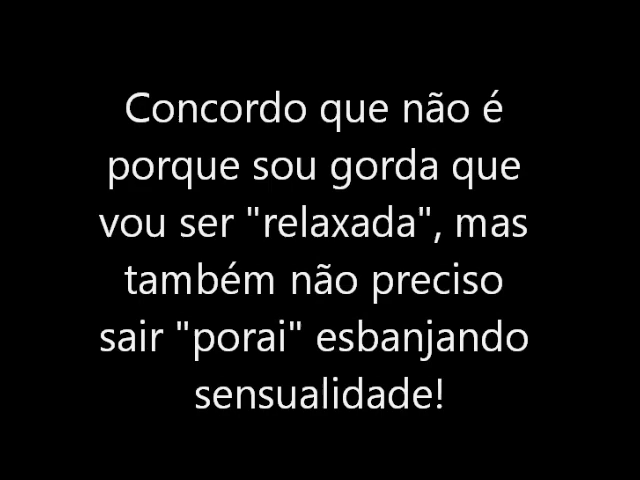 Concordo que não é
porque sou gorda que
vou ser "relaxada", mas
também não preciso
sair "porai" esbanjando
sensualidade!